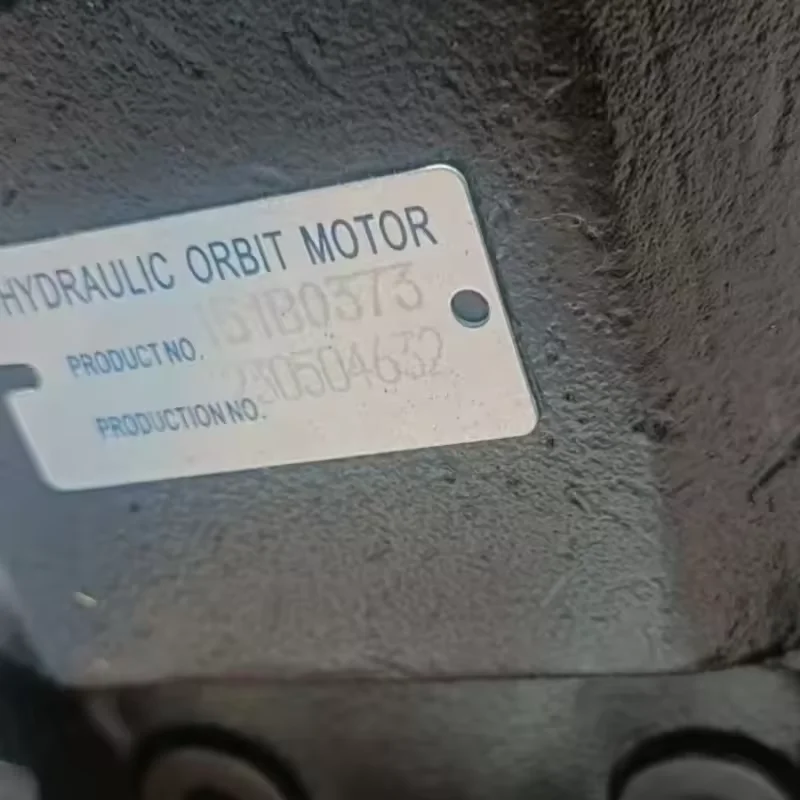 HYDRAULIC ORBIT MOTOR
PRODUCT NO. 151B0373
PRODUCTION NO. 230504632